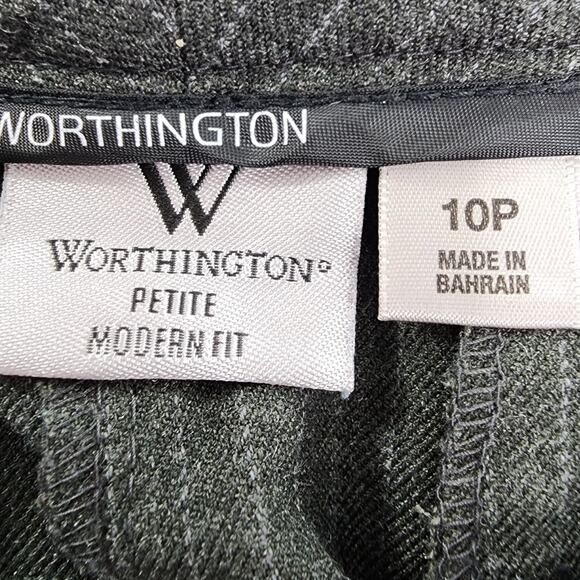 WORTHINGTON
W
WORTHINGTON®
PETITE
MODERN FIT
10P
MADE IN
BAHRAIN